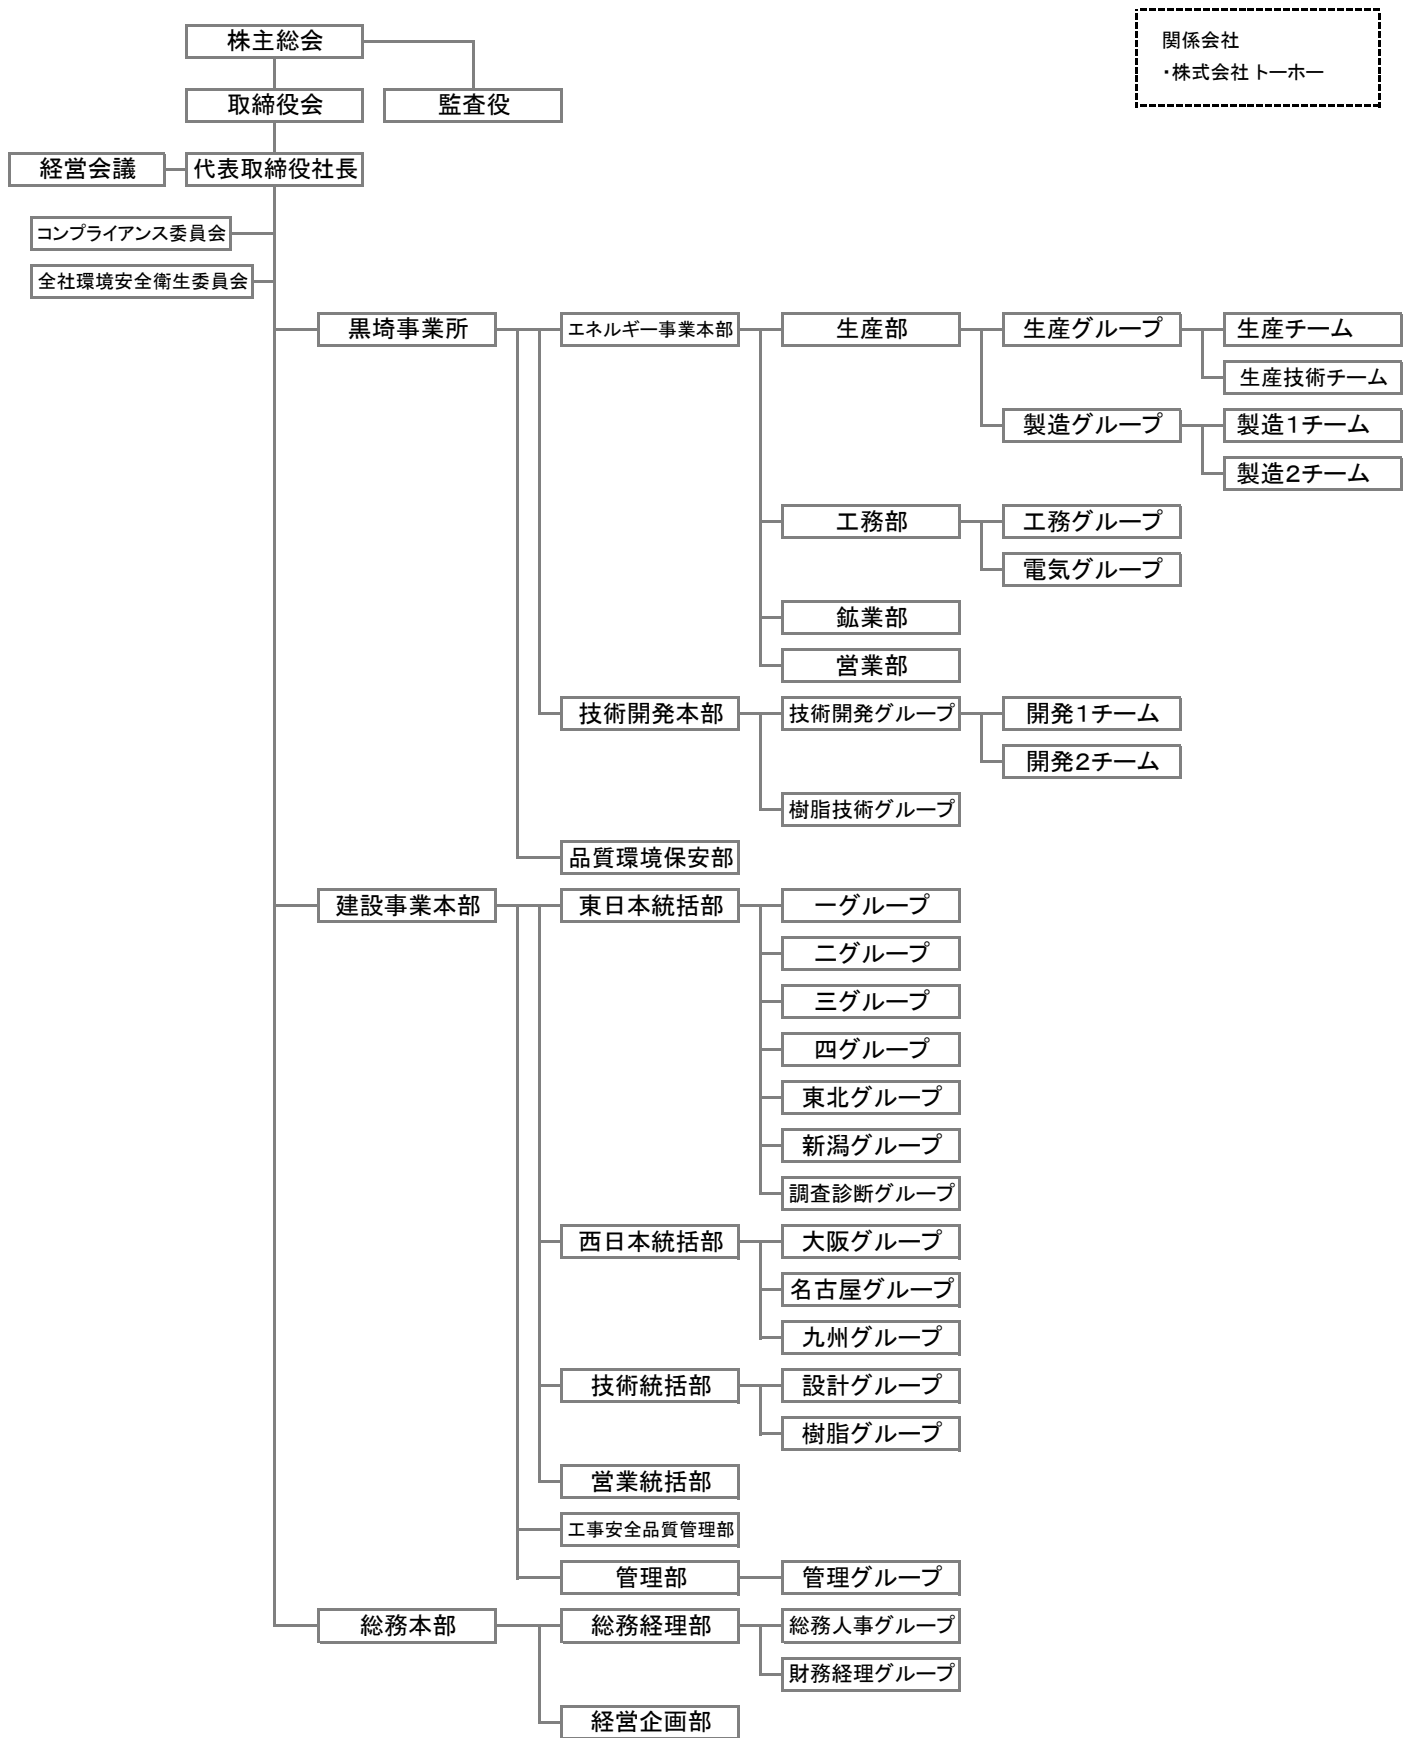 関係会社
・株式会社 トーホー
株主総会
取締役会
監査役
経営会議
代表取締役社長
コンプライアンス委員会
全社環境安全衛生委員会
黒埼事業所
エネルギー事業本部
生産部
生産グループ
生産チーム
生産技術チーム
製造グループ
製造1チーム
製造2チーム
工務部
工務グループ
電気グループ
鉱業部
営業部
技術開発本部
技術開発グループ
開発1チーム
開発2チーム
樹脂技術グループ
品質環境保安部
建設事業本部
東日本統括部
一グループ
二グループ
三グループ
四グループ
東北グループ
新潟グループ
調査診断グループ
西日本統括部
大阪グループ
名古屋グループ
九州グループ
技術統括部
設計グループ
樹脂グループ
営業統括部
工事安全品質管理部
管理部
管理グループ
総務本部
総務経理部
総務人事グループ
財務経理グループ
経営企画部